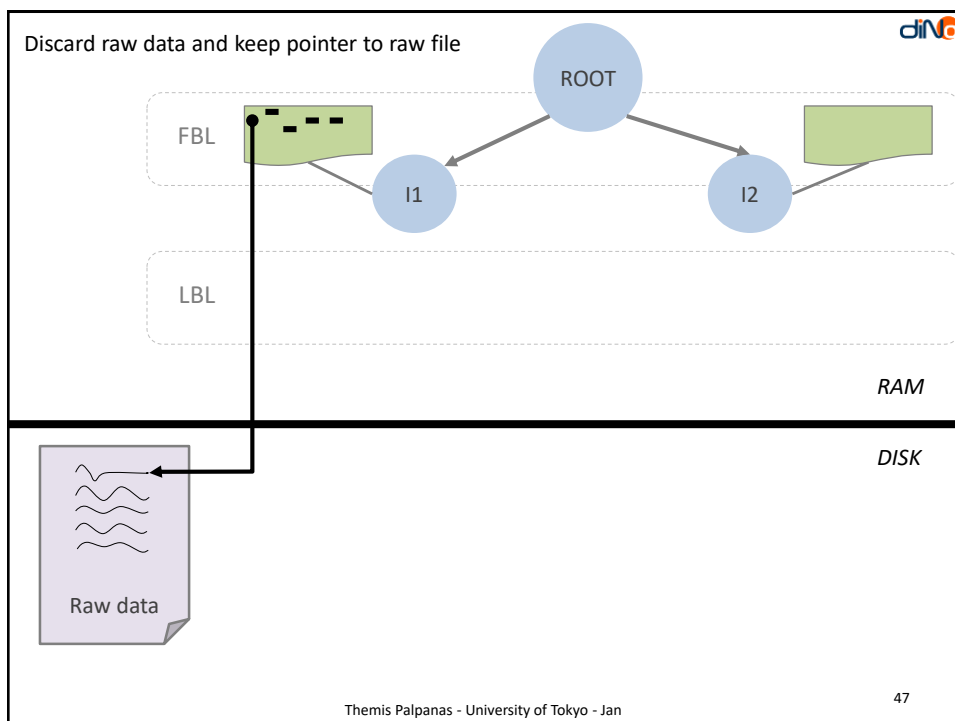 Discard raw data and keep pointer to raw file
ROOT
FBL
I1
I2
LBL
RAM
DISK
Raw data
Themis Palpanas - University of Tokyo - Jan
47